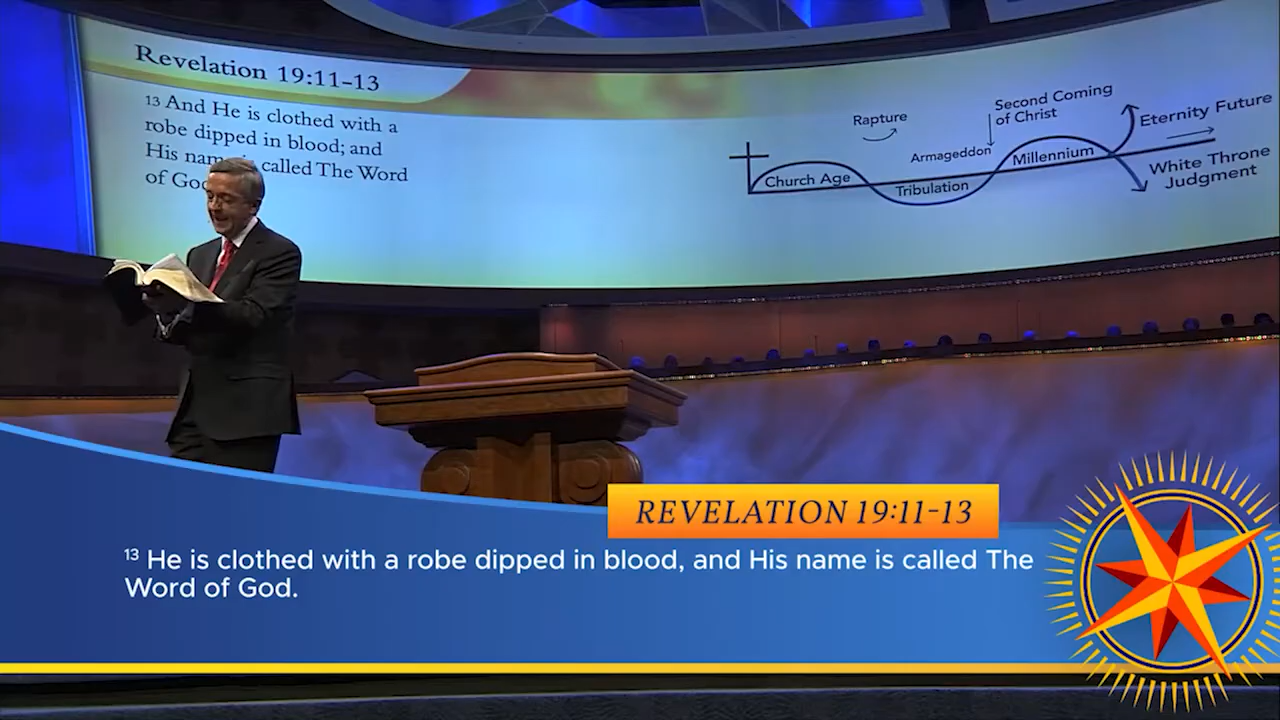 Revelation 19:11-13
13 And He is clothed with a
robe dipped in blood; and
His name is called The Word
of God.
Rapture
Second Coming
of Christ
Armageddon
Eternity Future
Church Age
Tribulation
Millennium
White Throne
Judgment
REVELATION 19:11-13
13 He is clothed with a robe dipped in blood, and His name is called The
Word of God.